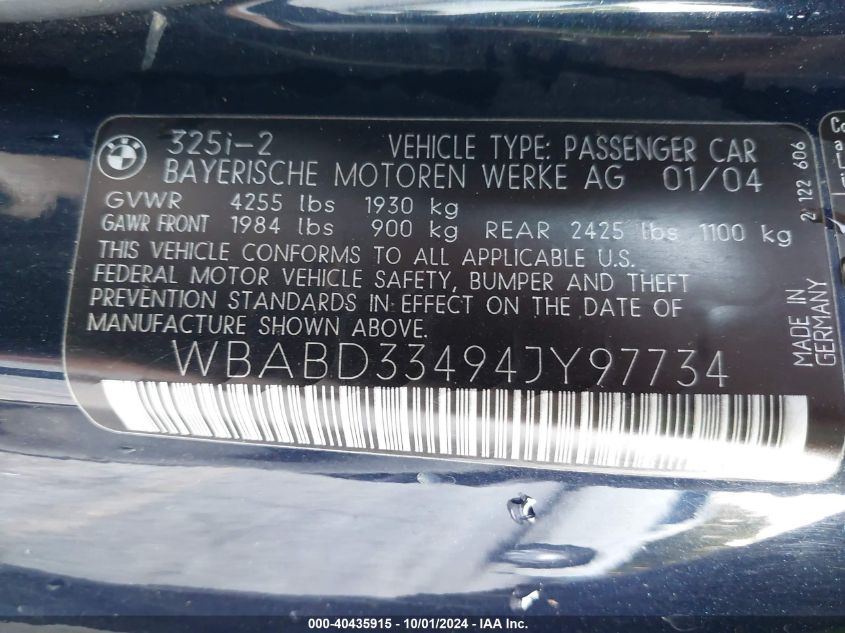 325i-2 VEHICLE TYPE: PASSENGER CAR
BAYERISCHE MOTOREN WERKE AG 01/04
GVWR 4255 lbs 1930 kg
GAWR FRONT 1984 lbs 900 kg REAR 2425 lbs 1100 kg
THIS VEHICLE CONFORMS TO ALL APPLICABLE U.S.
FEDERAL MOTOR VEHICLE SAFETY, BUMPER AND THEFT
PREVENTION STANDARDS IN EFFECT ON THE DATE OF
MANUFACTURE SHOWN ABOVE.
WBABD33494JY97734
122 606
MADE IN
GERMANY
BMW
000-40435915 - 10/01/2024 - IAA Inc.